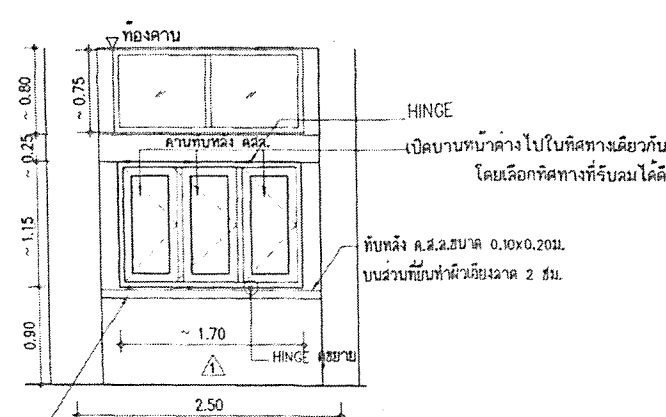 ท้องคาน
~ 0.80
~ 0.75
HINGE
~ 0.25
คานทับหลัง คสล.
เปิดบานหน้าต่างไปในทิศทางเดียวกัน
โดยเลือกทิศทางที่รับลมได้ดี
~ 1.15
ทับหลัง ค.ส.ล.ขนาด 0.10x0.20ม.
บนส่วนที่ยื่นทำผิวเอียงลาด 2 ซม.
0.90
~ 1.70
HINGE ดูขยาย
1
2.50